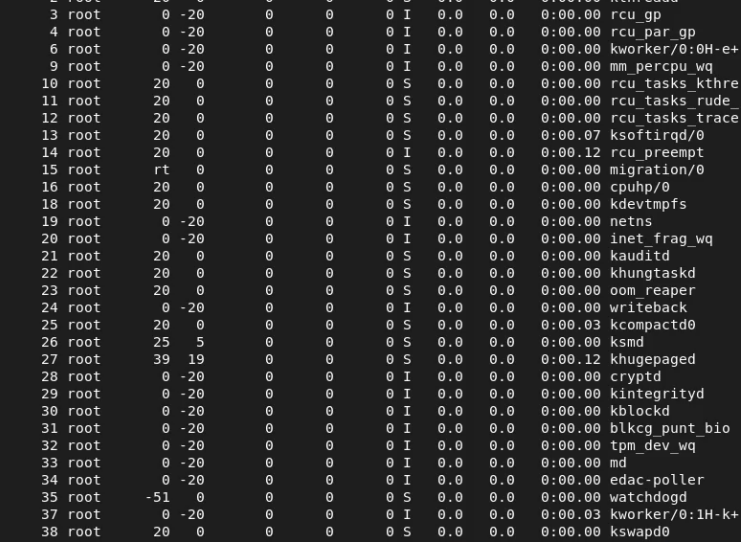 3 root 0 -20 0 0 0 I 0.0 0.0 0:00.00 rcu_gp
4 root 0 -20 0 0 0 I 0.0 0.0 0:00.00 rcu_par_gp
6 root 0 -20 0 0 0 I 0.0 0.0 0:00.00 kworker/0:0H-e+
9 root 0 -20 0 0 0 I 0.0 0.0 0:00.00 mm_percpu_wq
10 root 20 0 0 0 0 S 0.0 0.0 0:00.00 rcu_tasks_kthre
11 root 20 0 0 0 0 S 0.0 0.0 0:00.00 rcu_tasks_rude_
12 root 20 0 0 0 0 S 0.0 0.0 0:00.00 rcu_tasks_trace
13 root 20 0 0 0 0 S 0.0 0.0 0:00.07 ksoftirqd/0
14 root 20 0 0 0 0 I 0.0 0.0 0:00.12 rcu_preempt
15 root rt 0 0 0 0 S 0.0 0.0 0:00.00 migration/0
16 root 20 0 0 0 0 S 0.0 0.0 0:00.00 cpuhp/0
18 root 20 0 0 0 0 S 0.0 0.0 0:00.00 kdevtmpfs
19 root 0 -20 0 0 0 I 0.0 0.0 0:00.00 netns
20 root 0 -20 0 0 0 I 0.0 0.0 0:00.00 inet_frag_wq
21 root 20 0 0 0 0 S 0.0 0.0 0:00.00 kauditd
22 root 20 0 0 0 0 S 0.0 0.0 0:00.00 khungtaskd
23 root 20 0 0 0 0 S 0.0 0.0 0:00.00 oom_reaper
24 root 0 -20 0 0 0 I 0.0 0.0 0:00.00 writeback
25 root 20 0 0 0 0 S 0.0 0.0 0:00.03 kcompactd0
26 root 25 5 0 0 0 S 0.0 0.0 0:00.00 ksmd
27 root 39 19 0 0 0 S 0.0 0.0 0:00.12 khugepaged
28 root 0 -20 0 0 0 I 0.0 0.0 0:00.00 cryptd
29 root 0 -20 0 0 0 I 0.0 0.0 0:00.00 kintegrityd
30 root 0 -20 0 0 0 I 0.0 0.0 0:00.00 kblockd
31 root 0 -20 0 0 0 I 0.0 0.0 0:00.00 blkcg_punt_bio
32 root 0 -20 0 0 0 I 0.0 0.0 0:00.00 tpm_dev_wq
33 root 0 -20 0 0 0 I 0.0 0.0 0:00.00 md
34 root 0 -20 0 0 0 I 0.0 0.0 0:00.00 edac-poller
35 root -51 0 0 0 0 S 0.0 0.0 0:00.00 watchdogd
37 root 0 -20 0 0 0 I 0.0 0.0 0:00.03 kworker/0:1H-k+
38 root 20 0 0 0 0 S 0.0 0.0 0:00.00 kswapd0